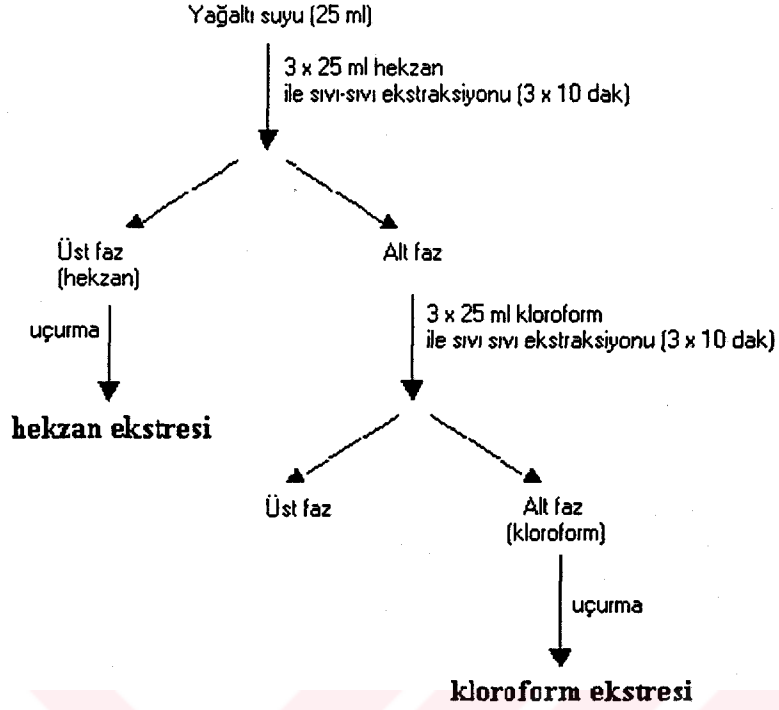 Yağaltı suyu (25 ml)
3 x 25 ml hekzan
ile sıvı-sıvı ekstraksiyonu (3 x 10 dak)
Üst faz
(hekzan)
Alt faz
uçurma
3 x 25 ml kloroform
ile sıvı sıvı ekstraksiyonu (3 x 10 dak)
hekzan ekstresi
Üst faz
Alt faz
(kloroform)
uçurma
kloroform ekstresi